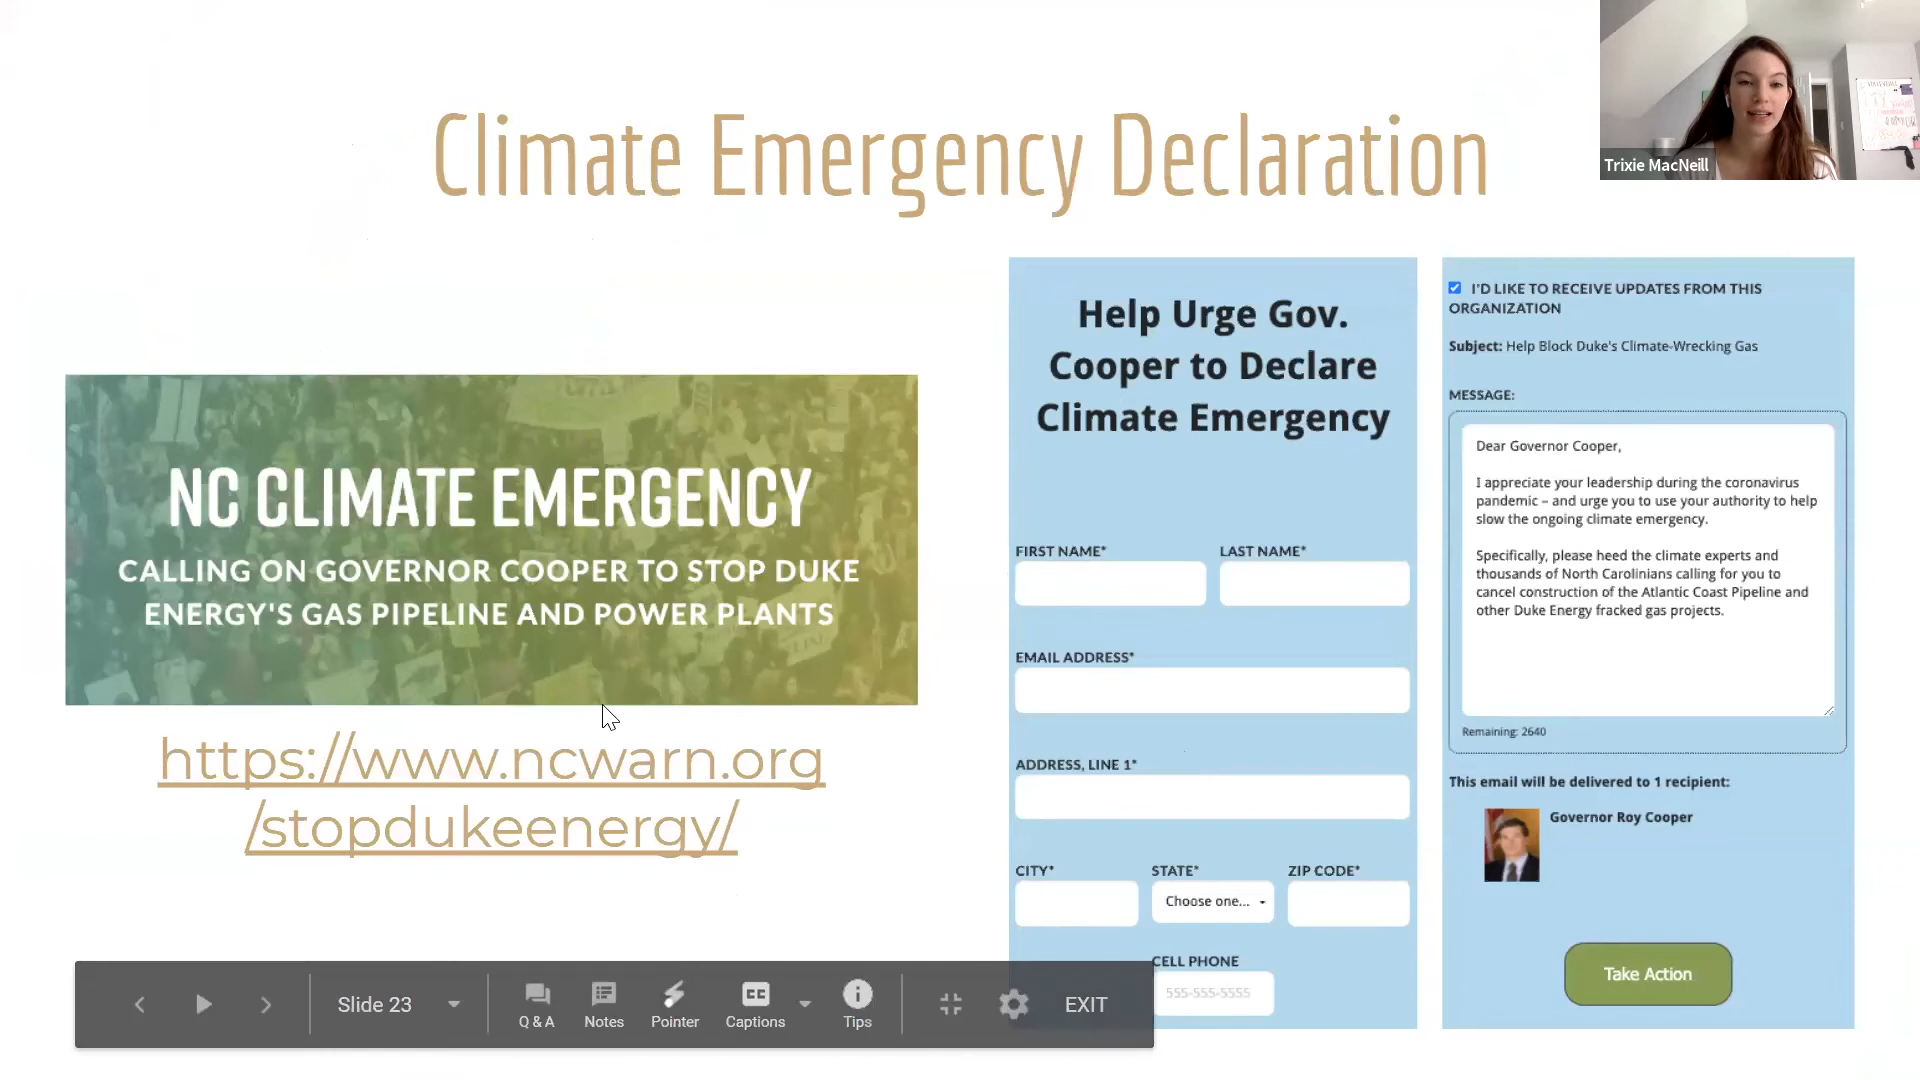 Climate Emergency Declaration
Trixie MacNeill
NC CLIMATE EMERGENCY
CALLING ON GOVERNOR COOPER TO STOP DUKE
ENERGY'S GAS PIPELINE AND POWER PLANTS
https://www.ncwarn.org
/stopdukeenergy/
Help Urge Gov.
Cooper to Declare
Climate Emergency
FIRST NAME*
LAST NAME*
EMAIL ADDRESS*
ADDRESS, LINE 1*
CITY*
STATE*
ZIP CODE*
Choose one...
CELL PHONE
555-555-5555
I'D LIKE TO RECEIVE UPDATES FROM THIS
ORGANIZATION
Subject: Help Block Duke's Climate-Wrecking Gas
MESSAGE:
Dear Governor Cooper,
I appreciate your leadership during the coronavirus
pandemic – and urge you to use your authority to help
slow the ongoing climate emergency.
Specifically, please heed the climate experts and
thousands of North Carolinians calling for you to
cancel construction of the Atlantic Coast Pipeline and
other Duke Energy fracked gas projects.
Remaining: 2640
This email will be delivered to 1 recipient:
Governor Roy Cooper
Take Action
Slide 23
Q & A
Notes
Pointer
CC
Captions
Tips
EXIT